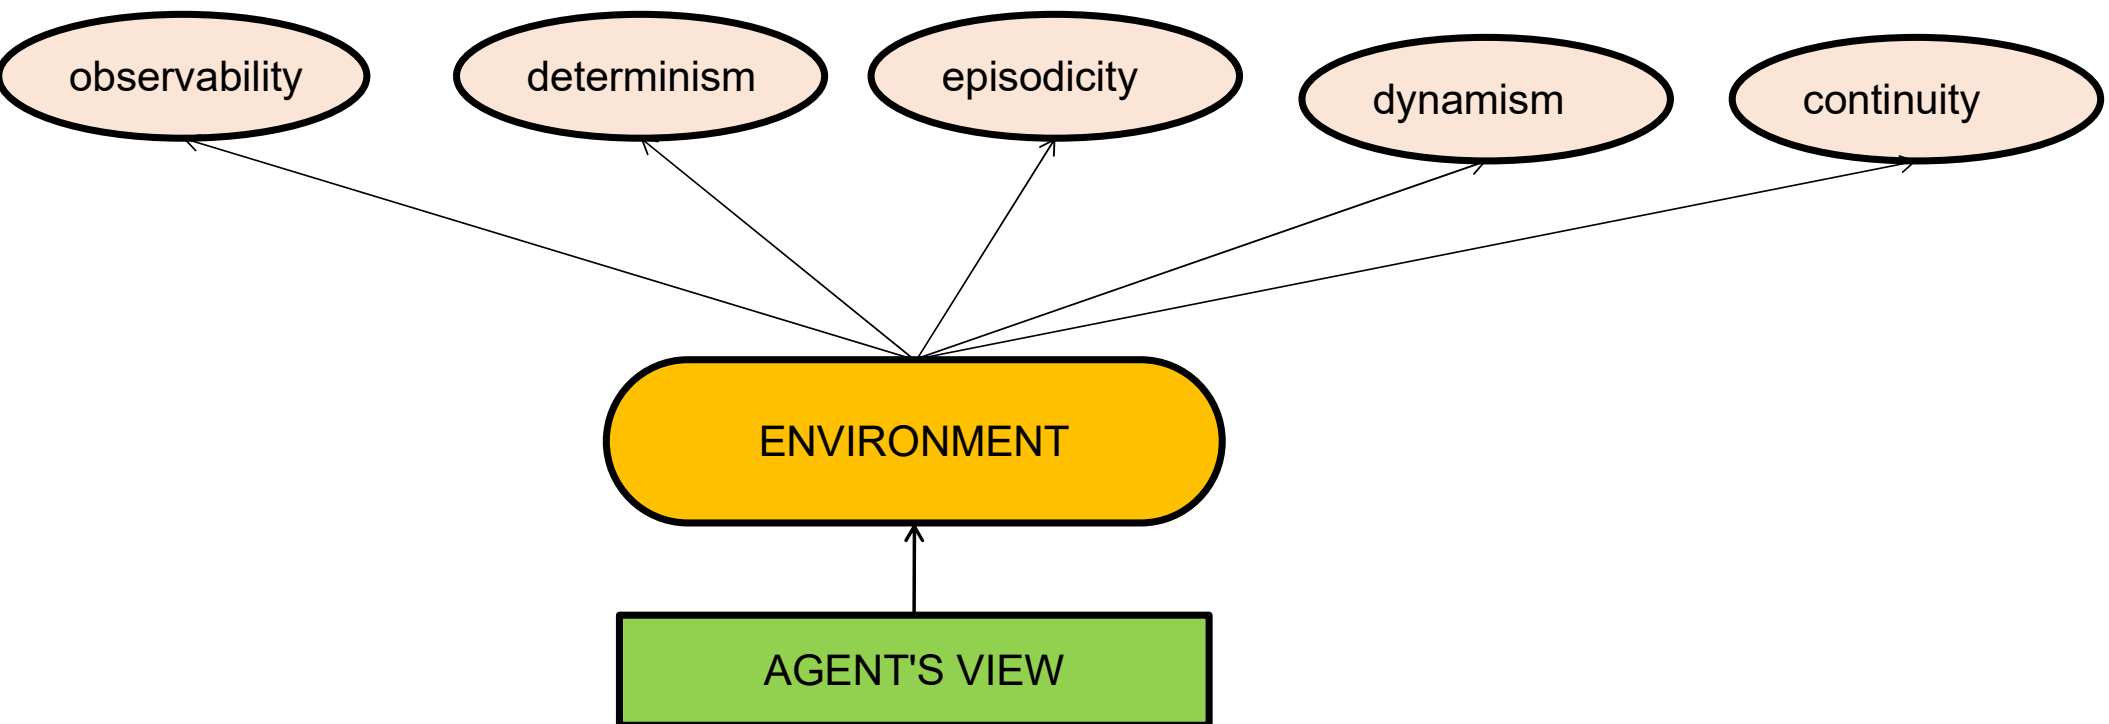 observability
determinism
episodicity
dynamism
continuity
ENVIRONMENT
AGENT'S VIEW